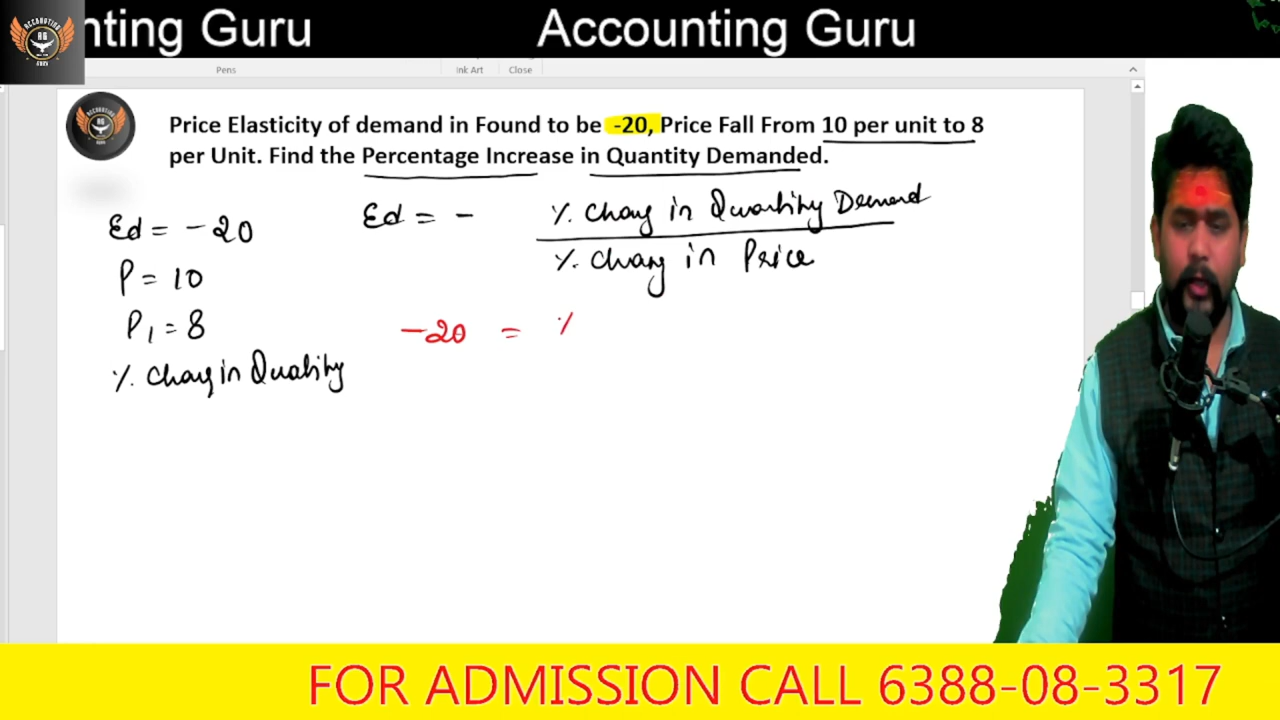 nting Guru Accounting Guru
Pens Ink Art Close
Price Elasticity of demand in Found to be -20, Price Fall From 10 per unit to 8
per Unit. Find the Percentage Increase in Quantity Demanded.
Ed = -20
Ed = - % Chang in Quantity Demand
% Chang in Price
P = 10
P1 = 8
-20 = %
% Chang in Quality
FOR ADMISSION CALL 6388-08-3317